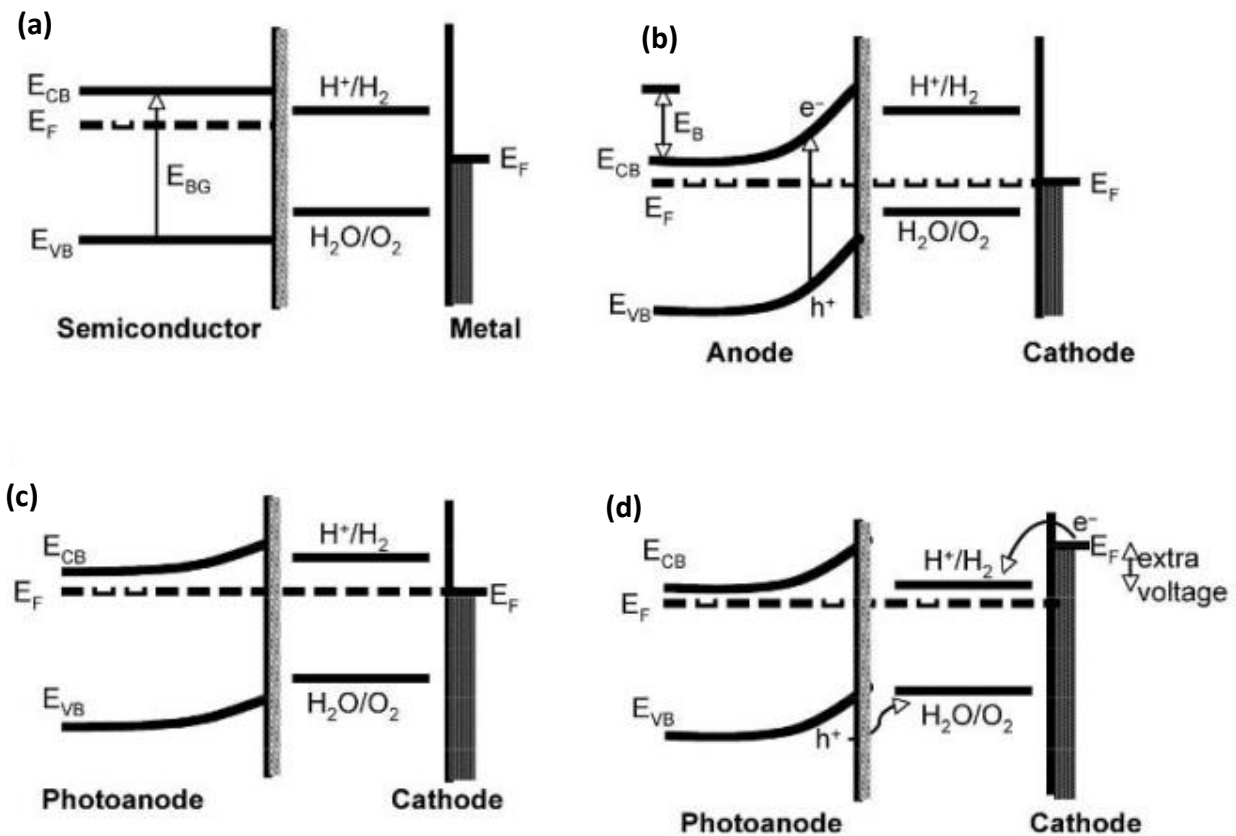 (a)
E_CB
E_F
E_BG
E_VB
H⁺/H₂
H₂O/O₂
E_F
Semiconductor
Metal
(b)
E_B
e⁻
E_CB
E_F
E_VB
h⁺
H⁺/H₂
H₂O/O₂
E_F
Anode
Cathode
(c)
E_CB
E_F
E_VB
H⁺/H₂
H₂O/O₂
E_F
Photoanode
Cathode
(d)
E_CB
E_F
E_VB
h⁺
H⁺/H₂
H₂O/O₂
e⁻
E_F extra
voltage
Photoanode
Cathode